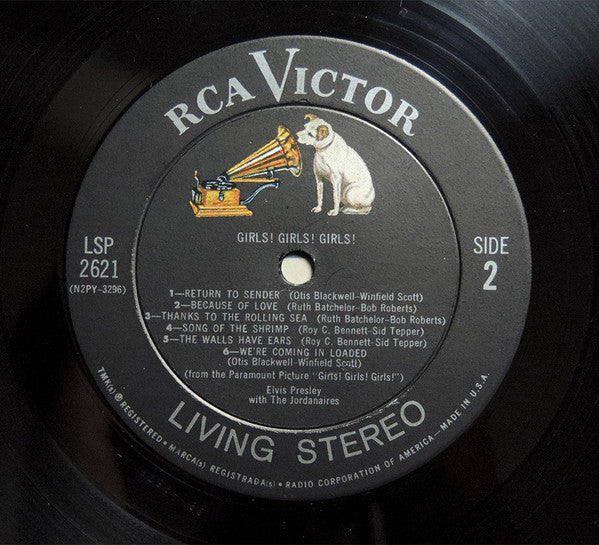 RCA VICTOR
GIRLS! GIRLS! GIRLS!
LSP
2621
(N2PY-3296)
SIDE
2
1—RETURN TO SENDER (Otis Blackwell-Winfield Scott)
2—BECAUSE OF LOVE (Ruth Batchelor-Bob Roberts)
3—THANKS TO THE ROLLING SEA (Ruth Batchelor-Bob Roberts)
4—SONG OF THE SHRIMP (Roy C. Bennett-Sid Tepper)
5—THE WALLS HAVE EARS (Roy C. Bennett-Sid Tepper)
6—WE'RE COMING IN LOADED
(Otis Blackwell-Winfield Scott)
(from the Paramount Picture "Girls! Girls! Girls!")
Elvis Presley
with The Jordanaires
LIVING STEREO
TMK(s) ® REGISTERED • MARCA(s) REGISTRADA(s) • RADIO CORPORATION OF AMERICA—MADE IN U.S.A.